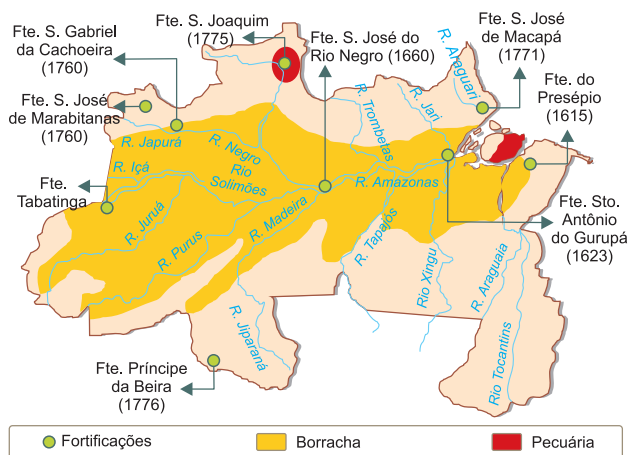 Fte. S. Gabriel
da Cachoeira
(1760)
Fte. S. Joaquim
(1775)
Fte. S. José do
Rio Negro (1660)
Fte. S. José
de Macapá
(1771)
Fte. do
Presépio
(1615)
Fte. S. José
de Marabitanas
(1760)
Fte.
Tabatinga
Fte. Sto.
Antônio
do Gurupá
(1623)
Fte. Príncipe
da Beira
(1776)
R. Araguari
R. Jari
R. Trombetas
R. Japurá
R. Negro
R. Içá
Rio
Solimões
R. Amazonas
R. Juruá
R. Purus
R. Madeira
R. Tapajós
Rio Xingu
R. Araguaia
Rio Tocantins
R. Jiparaná
Fortificações
Borracha
Pecuária